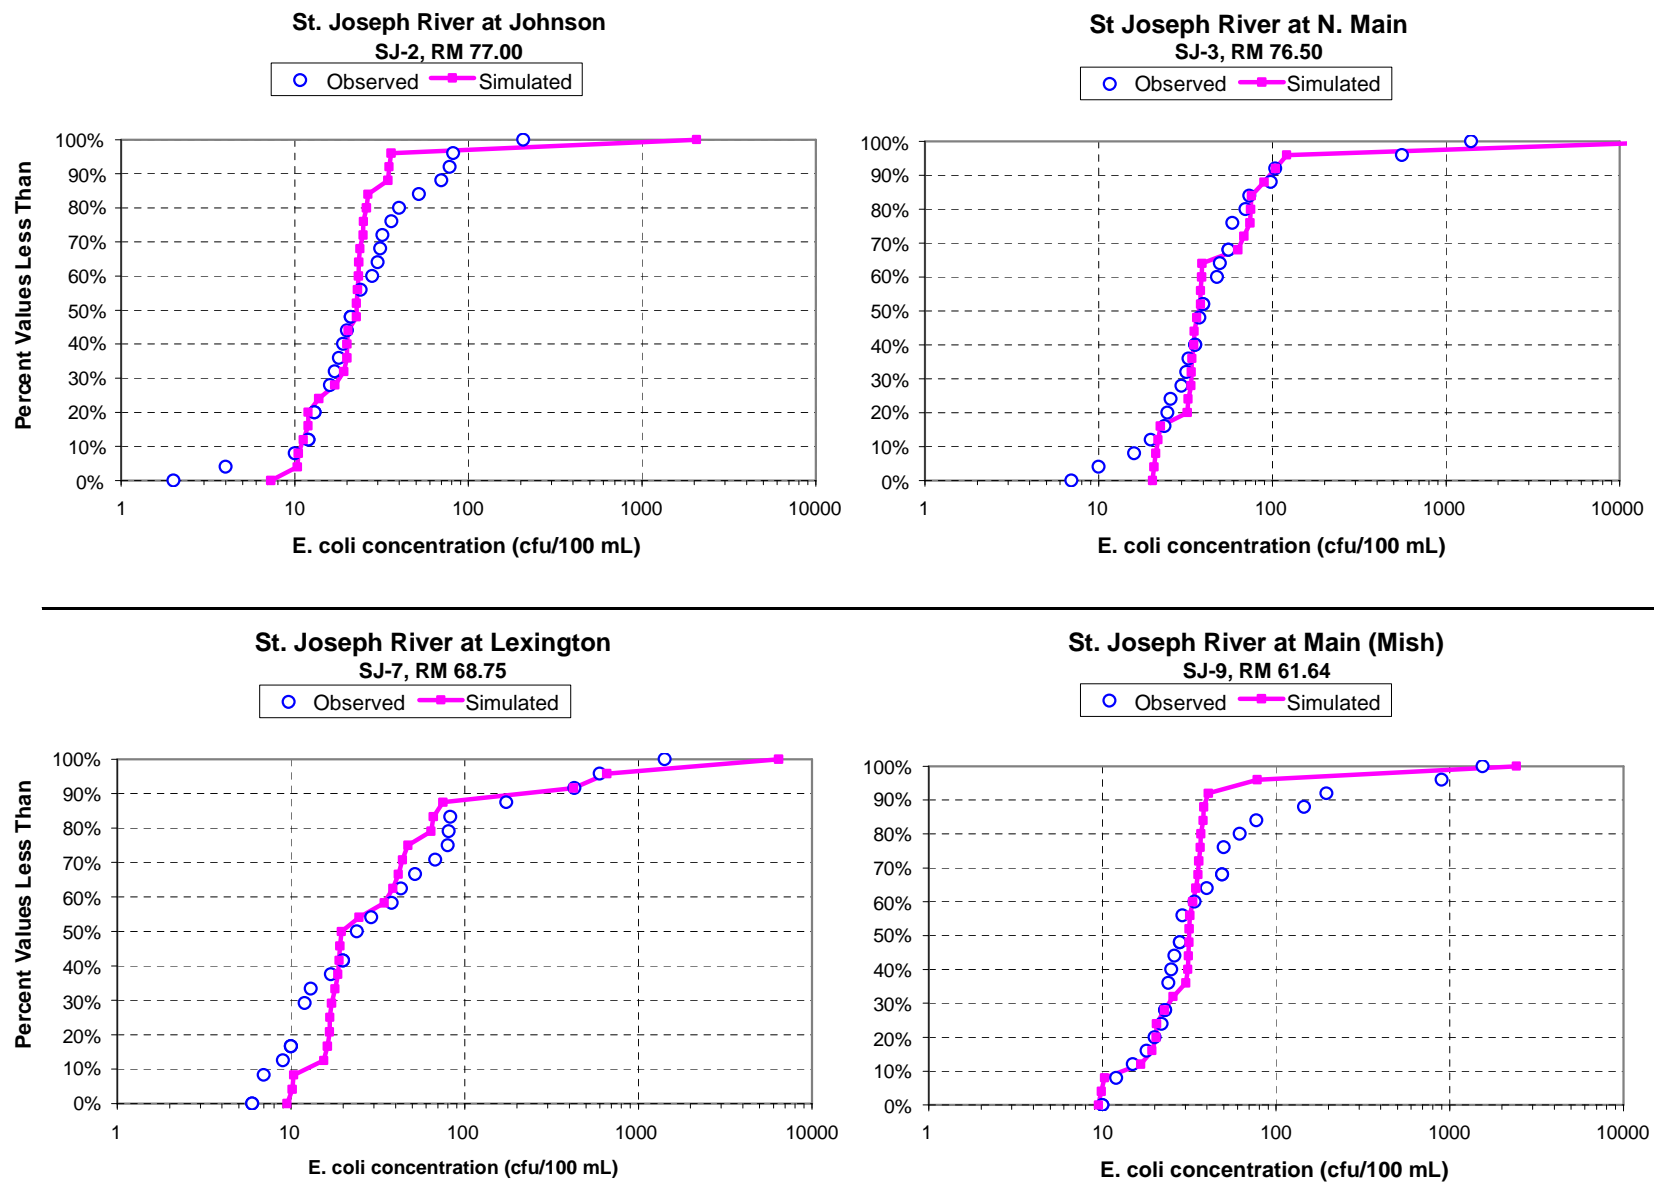 St. Joseph River at Johnson
SJ-2, RM 77.00
Observed Simulated
100%
90%
80%
70%
60%
50%
40%
30%
20%
10%
0%
Percent Values Less Than
1 10 100 1000 10000
E. coli concentration (cfu/100 mL)
St Joseph River at N. Main
SJ-3, RM 76.50
Observed Simulated
100%
90%
80%
70%
60%
50%
40%
30%
20%
10%
0%
1 10 100 1000 10000
E. coli concentration (cfu/100 mL)
St. Joseph River at Lexington
SJ-7, RM 68.75
Observed Simulated
100%
90%
80%
70%
60%
50%
40%
30%
20%
10%
0%
Percent Values Less Than
1 10 100 1000 10000
E. coli concentration (cfu/100 mL)
St. Joseph River at Main (Mish)
SJ-9, RM 61.64
Observed Simulated
100%
90%
80%
70%
60%
50%
40%
30%
20%
10%
0%
1 10 100 1000 10000
E. coli concentration (cfu/100 mL)